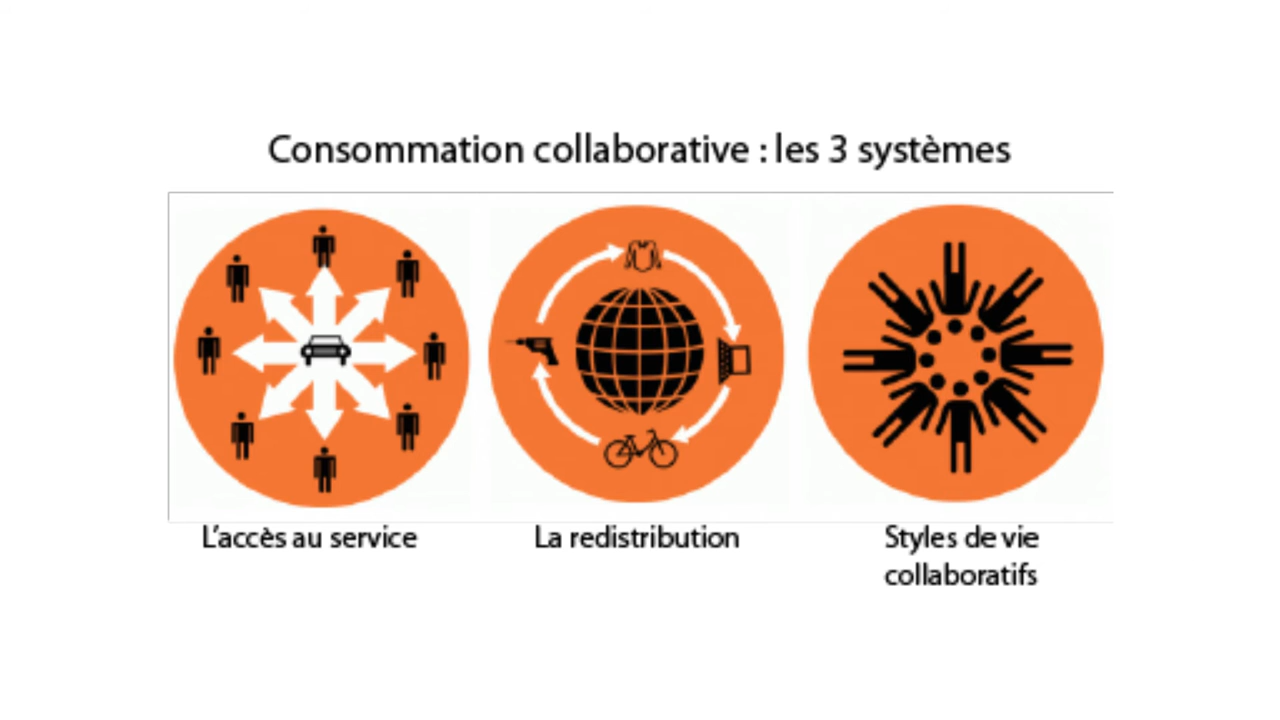 Consommation collaborative : les 3 systèmes
L'accès au service
La redistribution
Styles de vie
collaboratifs